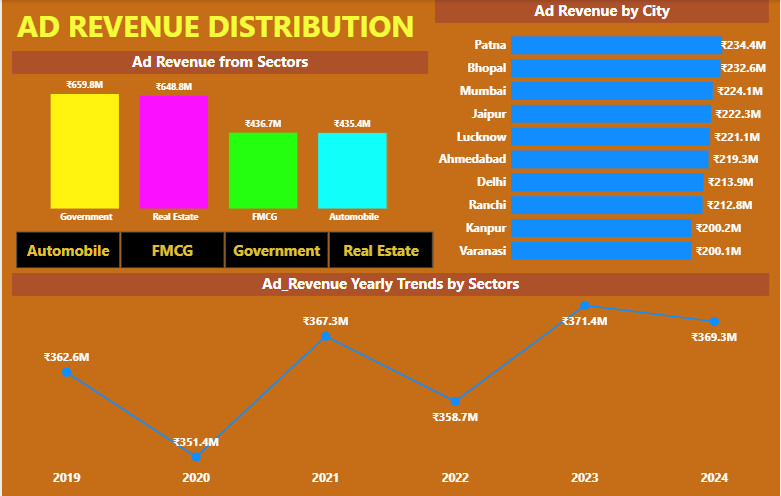 AD REVENUE DISTRIBUTION
Ad Revenue from Sectors
₹659.8M
₹648.8M
₹436.7M
₹435.4M
Government
Real Estate
FMCG
Automobile
Automobile
FMCG
Government
Real Estate
Ad Revenue by City
Patna ₹234.4M
Bhopal ₹232.6M
Mumbai ₹224.1M
Jaipur ₹222.3M
Lucknow ₹221.1M
Ahmedabad ₹219.3M
Delhi ₹213.9M
Ranchi ₹212.8M
Kanpur ₹200.2M
Varanasi ₹200.1M
Ad_Revenue Yearly Trends by Sectors
₹362.6M
₹351.4M
₹367.3M
₹358.7M
₹371.4M
₹369.3M
2019
2020
2021
2022
2023
2024